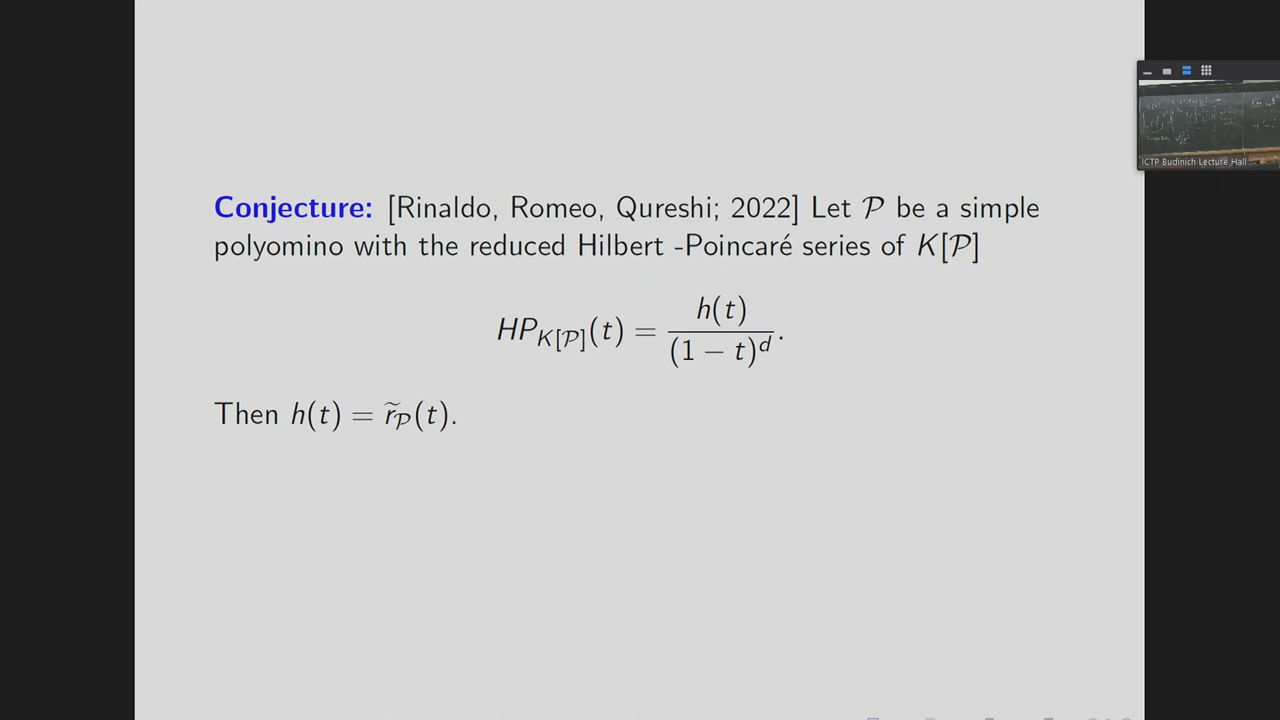 Conjecture: [Rinaldo, Romeo, Qureshi; 2022] Let 𝒫 be a simple
polyomino with the reduced Hilbert -Poincaré series of K[𝒫]
HP_{K[𝒫]}(t) = h(t) / (1 − t)^d.
Then h(t) = r̃_𝒫(t).
ICTP Budinich Lecture Hall